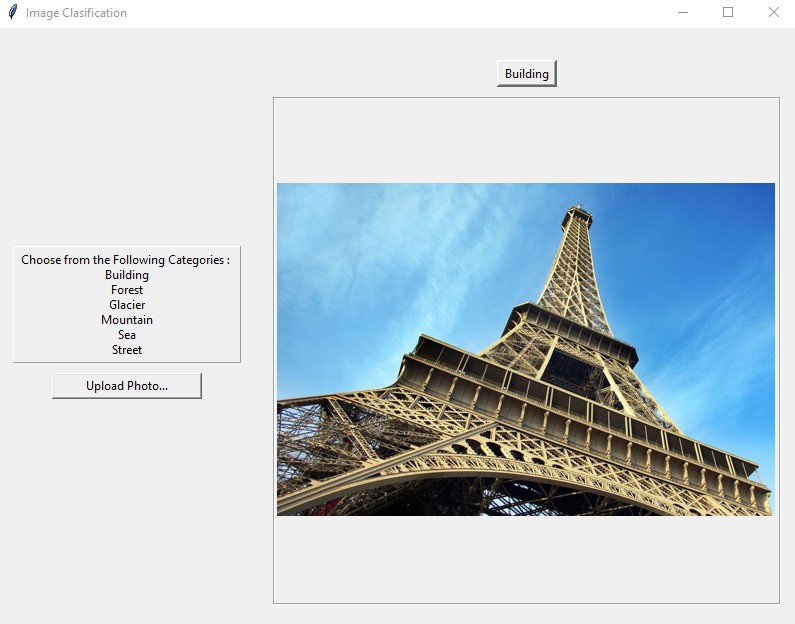 Image Clasification
Building
Choose from the Following Categories :
Building
Forest
Glacier
Mountain
Sea
Street
Upload Photo...